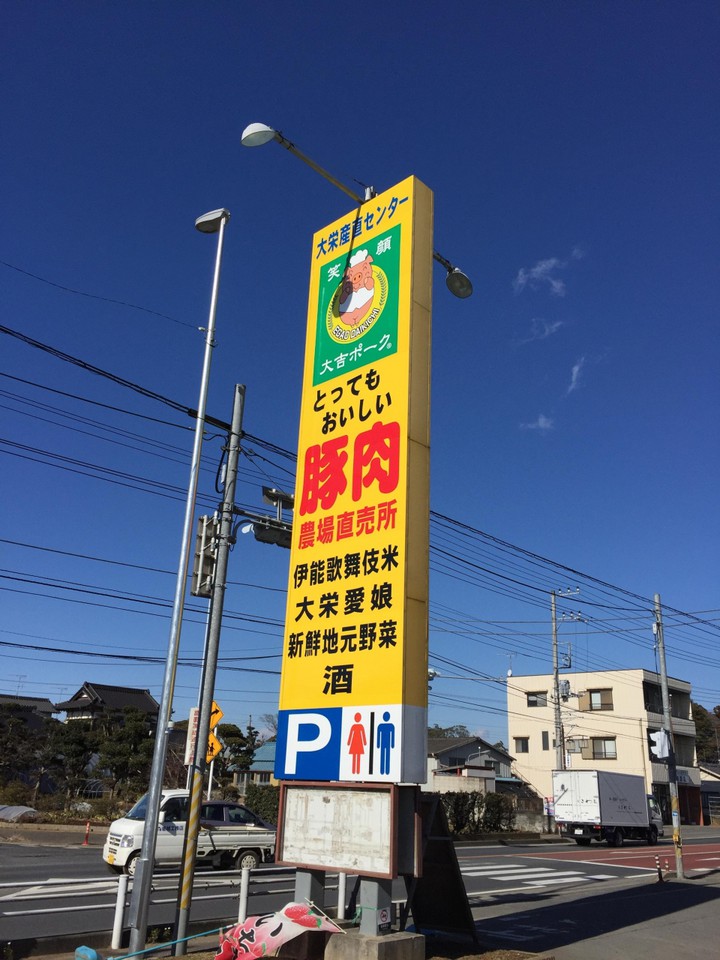 大栄産直センター
笑顔
EGAO DAIKICHI
大吉ポーク®
とっても
おいしい
豚肉
農場直売所
伊能歌舞伎米
大栄愛娘
新鮮地元野菜
酒
P